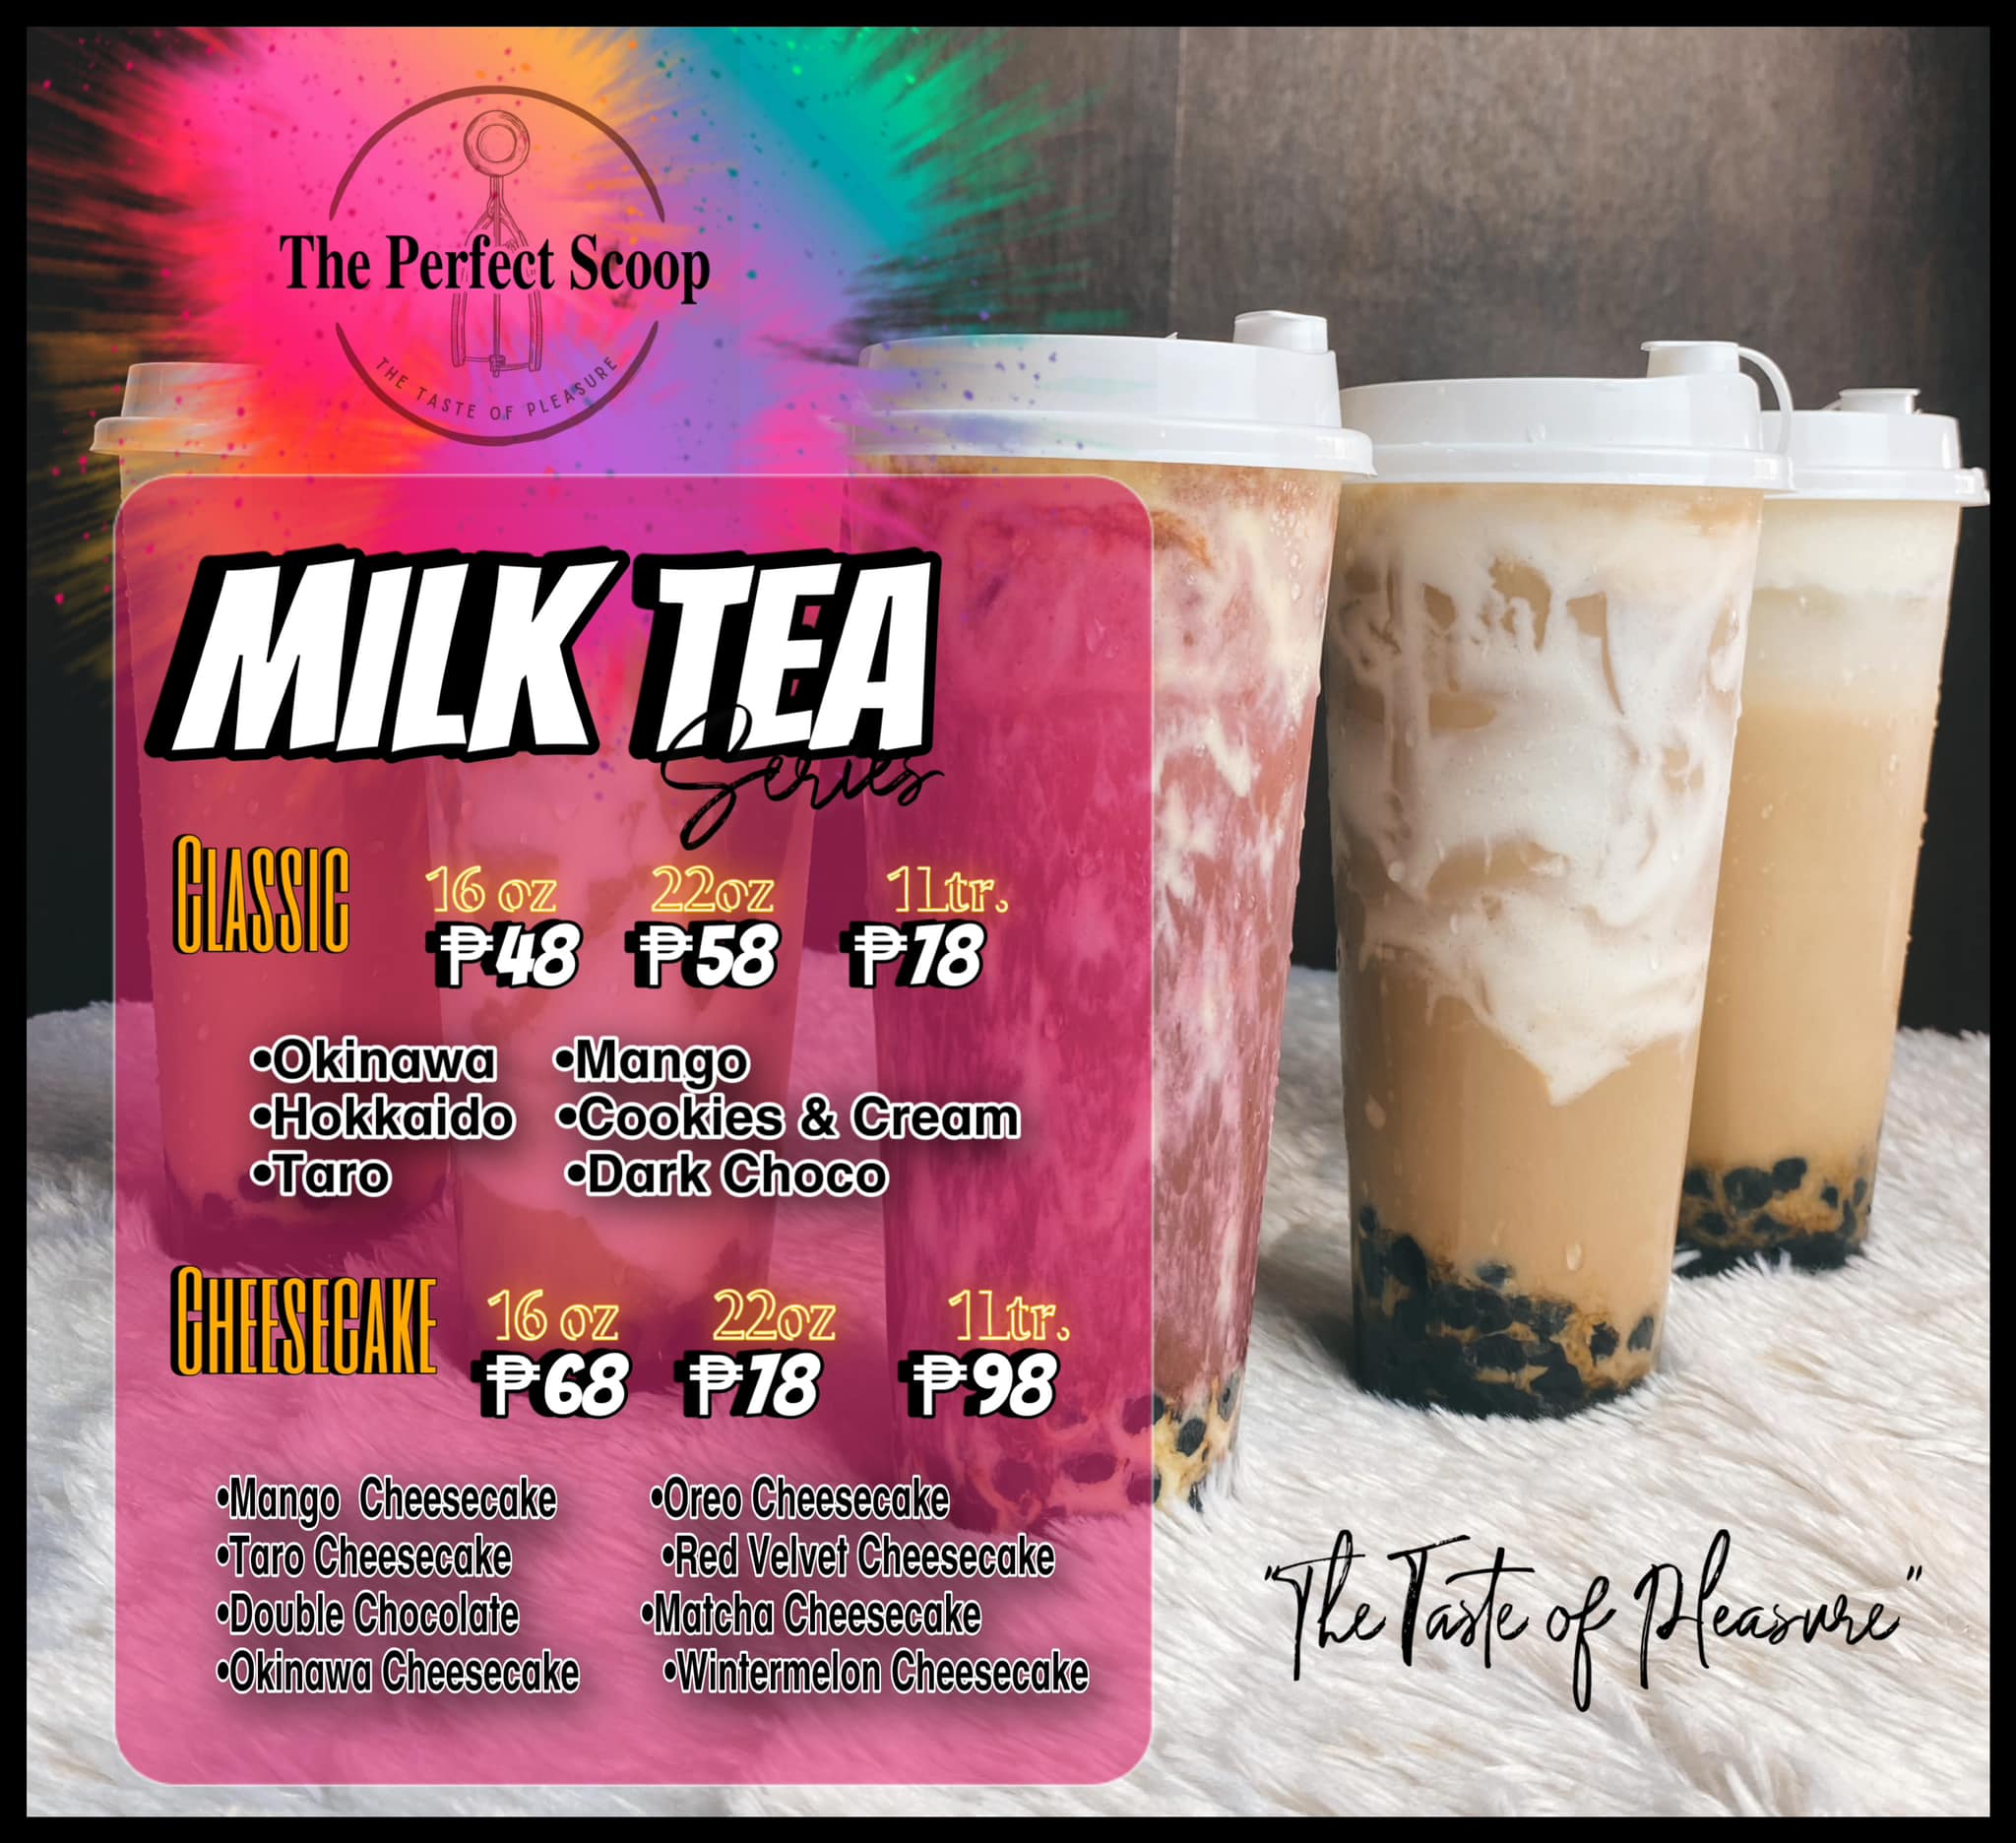 The Perfect Scoop
THE TASTE OF PLEASURE
MILK TEA
Series
CLASSIC 16 oz 22oz 1Ltr.
₱48 ₱58 ₱78
•Okinawa •Mango
•Hokkaido •Cookies & Cream
•Taro •Dark Choco
CHEESECAKE 16 oz 22oz 1Ltr.
₱68 ₱78 ₱98
•Mango Cheesecake •Oreo Cheesecake
•Taro Cheesecake •Red Velvet Cheesecake
•Double Chocolate •Matcha Cheesecake
•Okinawa Cheesecake •Wintermelon Cheesecake
"The Taste of Pleasure"